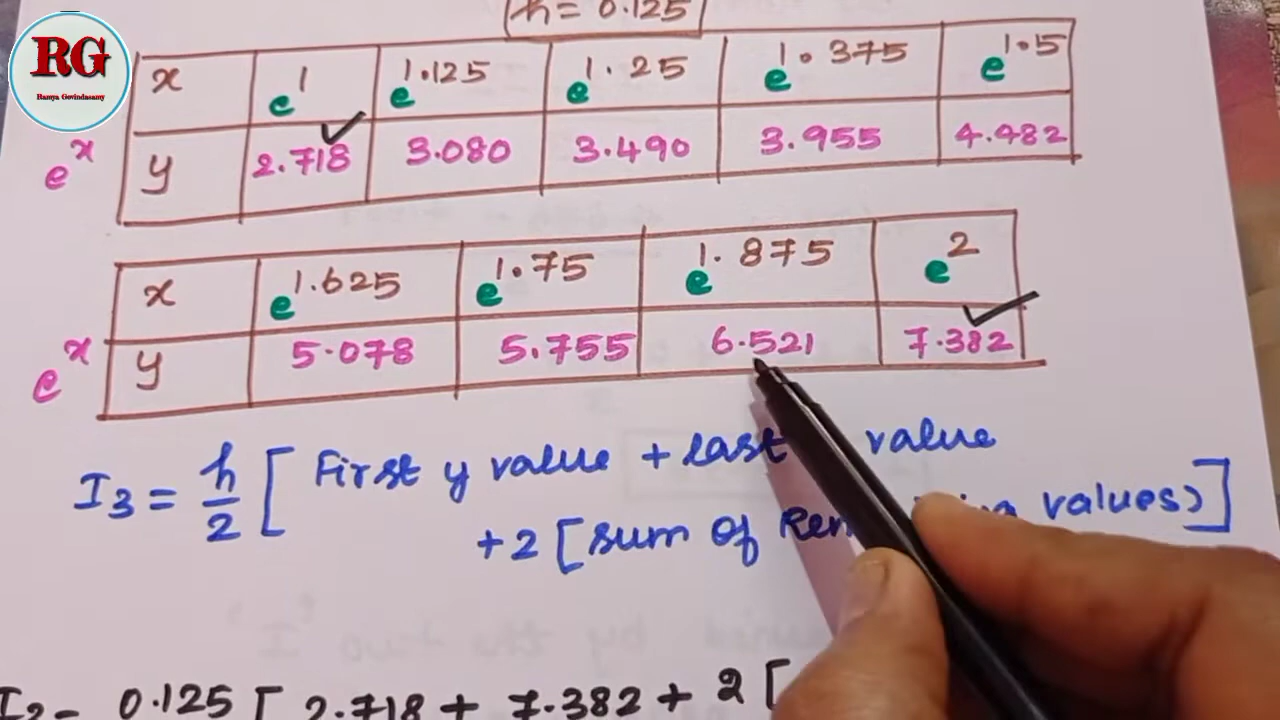 h = 0.125
RG
Ramya Govindasamy
x e^1 e^1.125 e^1.25 e^1.375 e^1.5
e^x y 2.718 3.080 3.490 3.955 4.482
x e^1.625 e^1.75 e^1.875 e^2
e^x y 5.078 5.755 6.521 7.382
I3 = h/2 [ First y value + last value
+ 2 [sum of values)]
0.125 [ 2.718 + 7.382 + 2 [